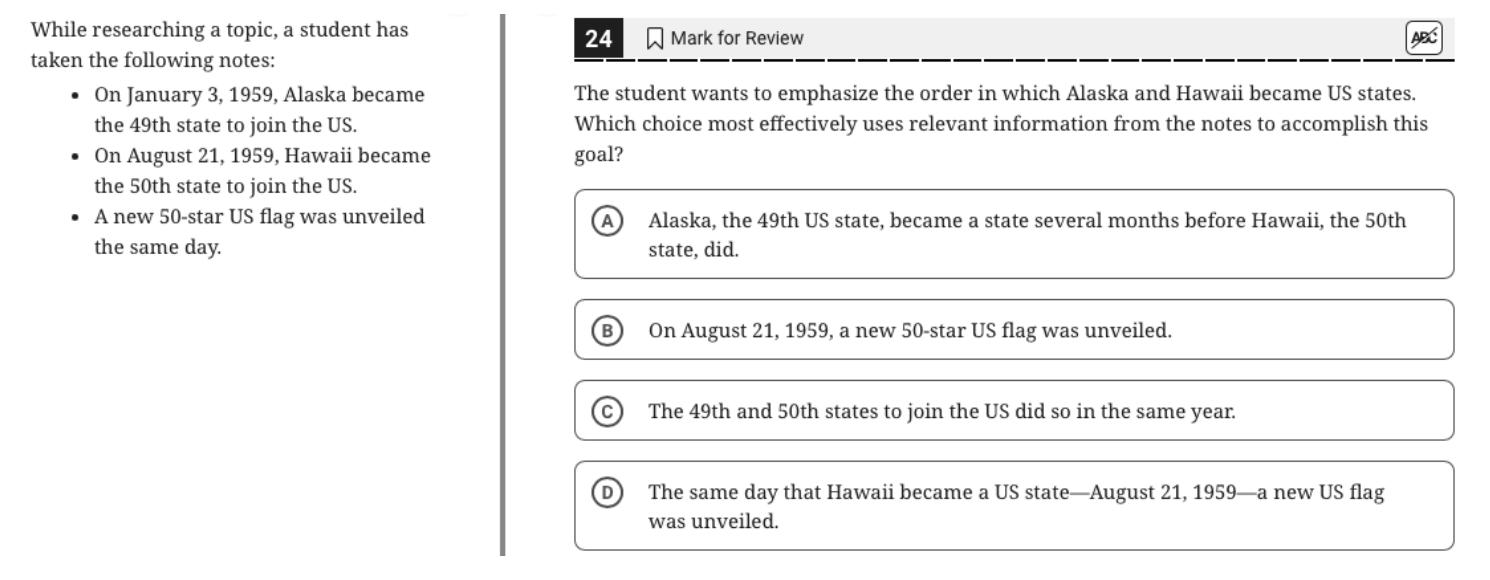 While researching a topic, a student has
taken the following notes:
• On January 3, 1959, Alaska became
the 49th state to join the US.
• On August 21, 1959, Hawaii became
the 50th state to join the US.
• A new 50-star US flag was unveiled
the same day.
24 Mark for Review ABC
The student wants to emphasize the order in which Alaska and Hawaii became US states.
Which choice most effectively uses relevant information from the notes to accomplish this
goal?
A Alaska, the 49th US state, became a state several months before Hawaii, the 50th
state, did.
B On August 21, 1959, a new 50-star US flag was unveiled.
C The 49th and 50th states to join the US did so in the same year.
D The same day that Hawaii became a US state—August 21, 1959—a new US flag
was unveiled.